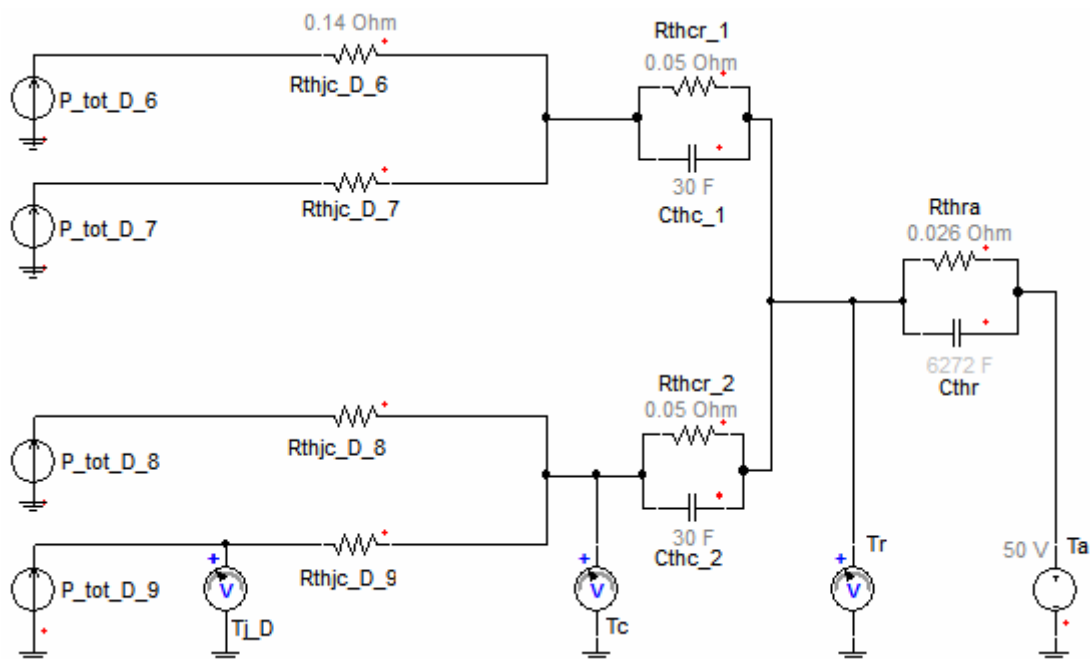 0.14 Ohm
Rthjc_D_6
P_tot_D_6
Rthcr_1
0.05 Ohm
30 F
Cthc_1
Rthjc_D_7
P_tot_D_7
Rthra
0.026 Ohm
6272 F
Cthr
Rthcr_2
0.05 Ohm
30 F
Cthc_2
Rthjc_D_8
P_tot_D_8
Rthjc_D_9
P_tot_D_9
+
V
Tj_D
+
V
Tc
+
V
Tr
50 V
Ta